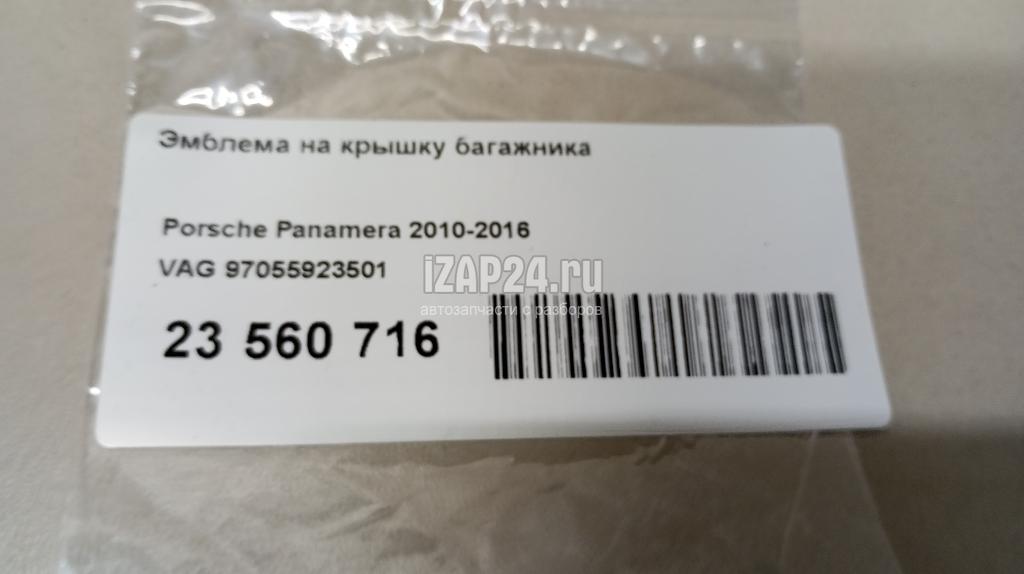 Эмблема на крышку багажника
Porsche Panamera 2010-2016
VAG 97055923501
iZAP24.ru
автозапчасти с разборов
23 560 716